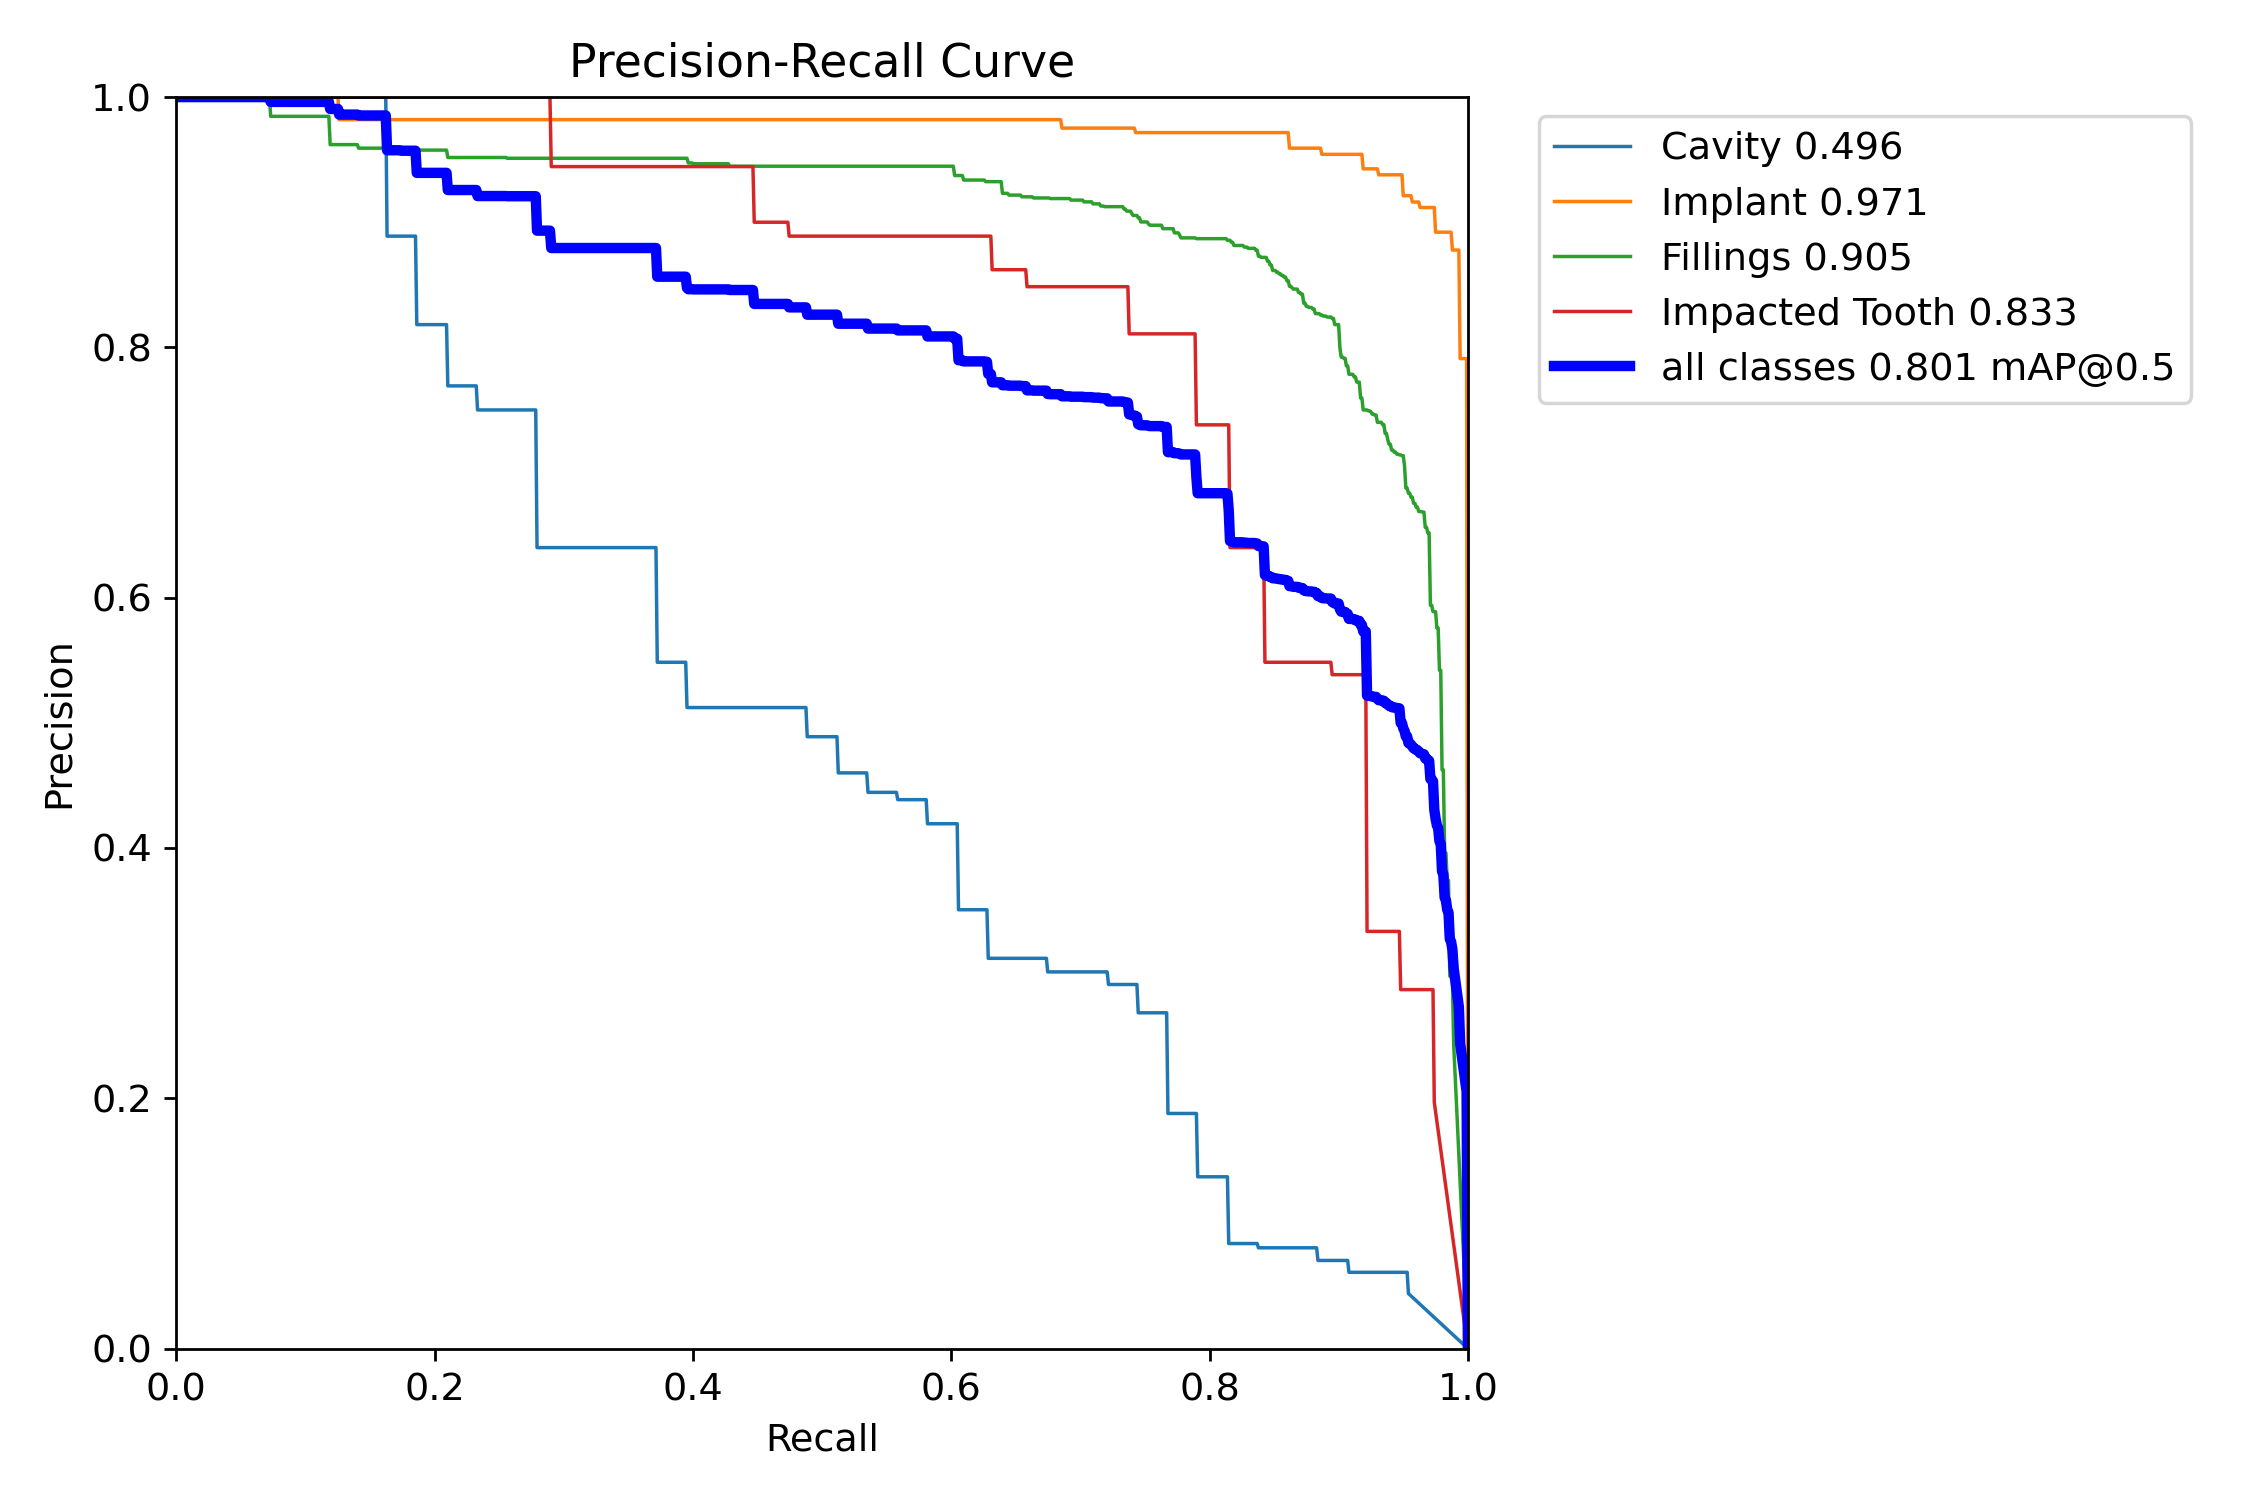 Precision-Recall Curve
1.0
0.8
0.6
0.4
0.2
0.0
Precision
0.0 0.2 0.4 0.6 0.8 1.0
Recall
Cavity 0.496
Implant 0.971
Fillings 0.905
Impacted Tooth 0.833
all classes 0.801 mAP@0.5